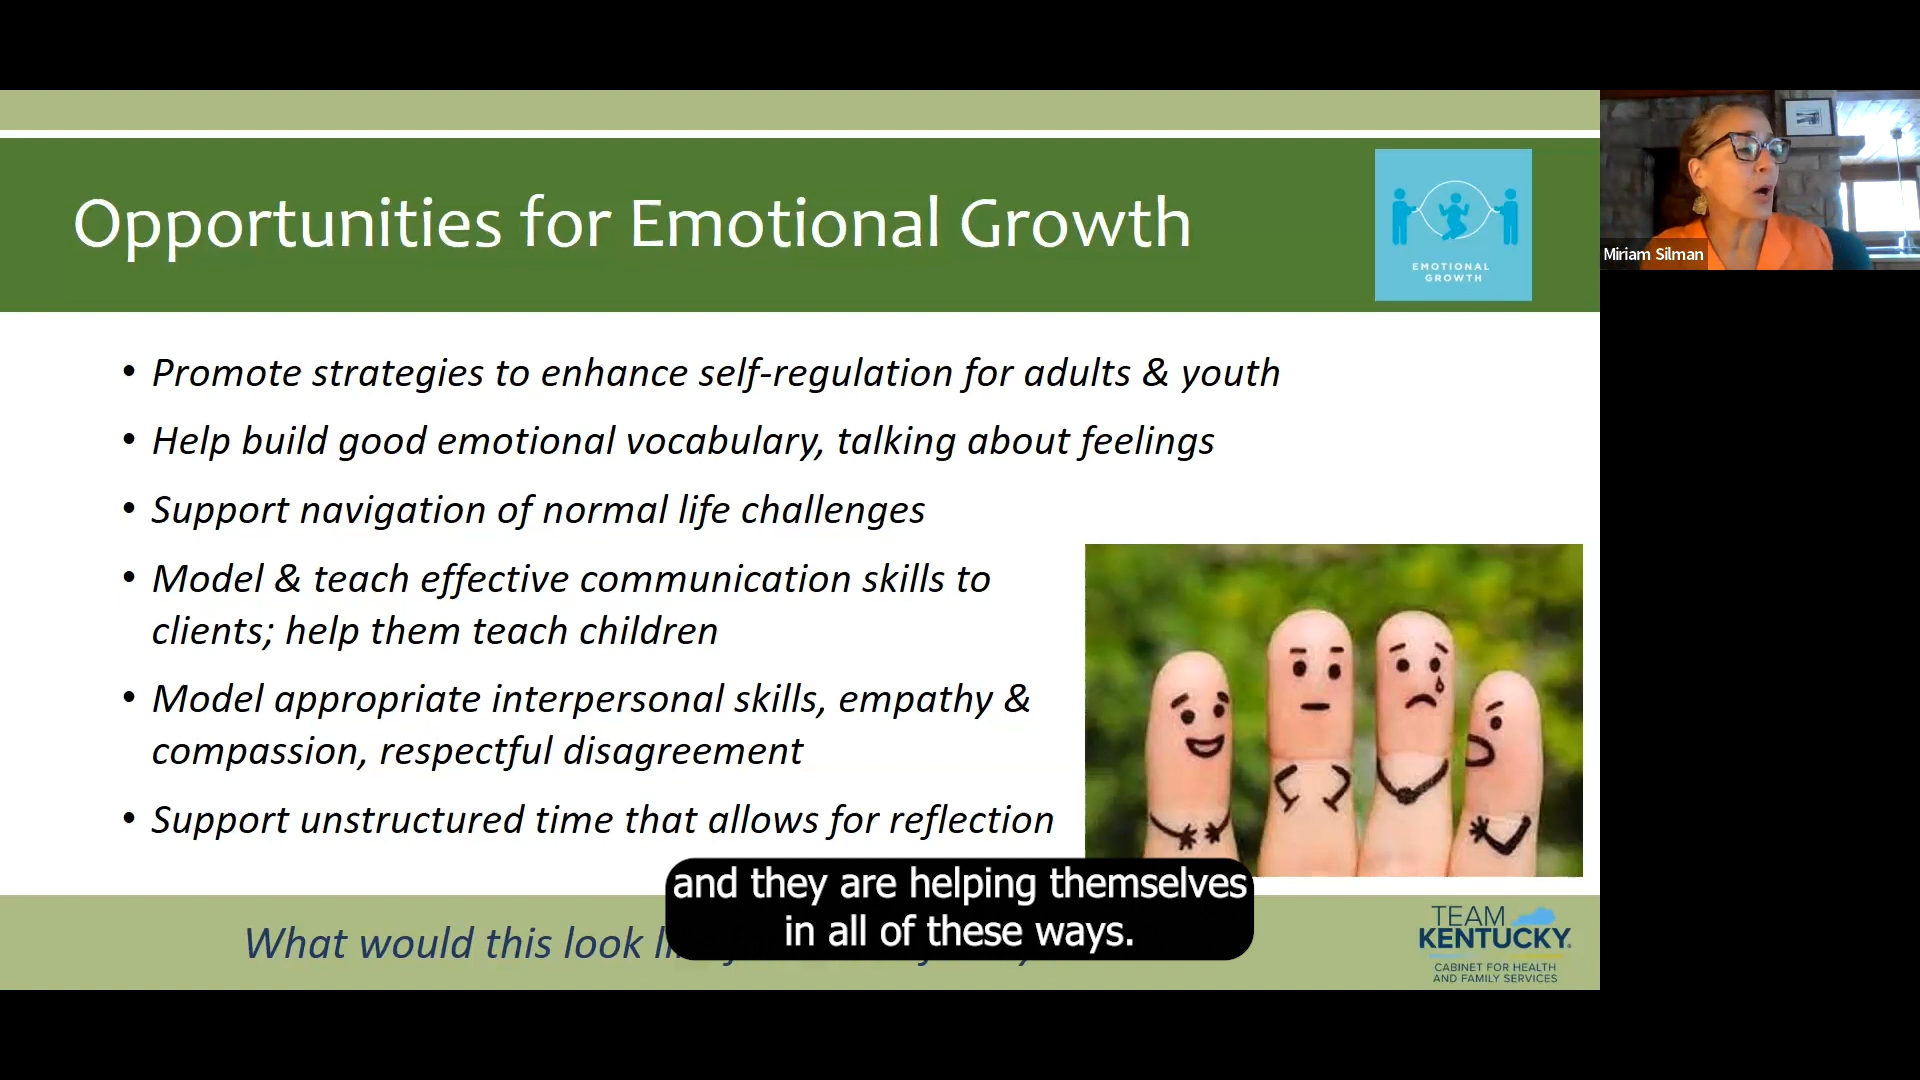 Opportunities for Emotional Growth
EMOTIONAL
GROWTH
Miriam Silman
• Promote strategies to enhance self-regulation for adults & youth
• Help build good emotional vocabulary, talking about feelings
• Support navigation of normal life challenges
• Model & teach effective communication skills to
clients; help them teach children
• Model appropriate interpersonal skills, empathy &
compassion, respectful disagreement
• Support unstructured time that allows for reflection
and they are helping themselves
in all of these ways.
What would this look
TEAM
KENTUCKY
CABINET FOR HEALTH
AND FAMILY SERVICES